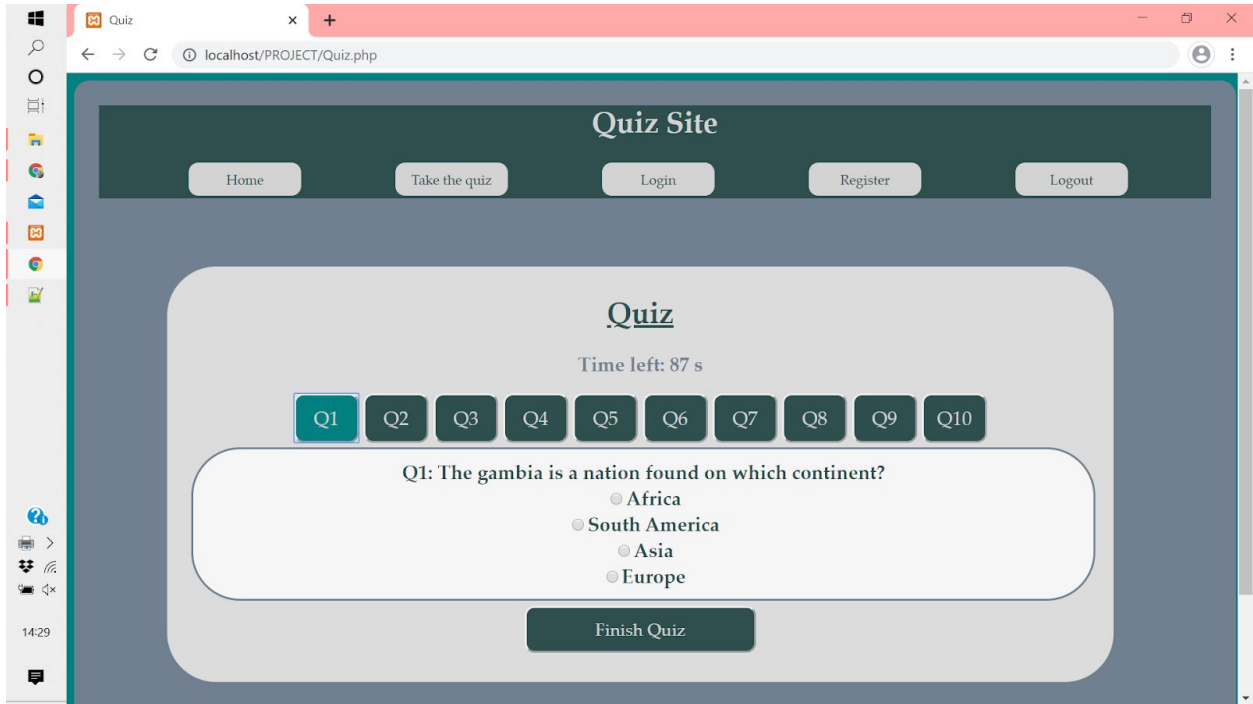 Quiz
localhost/PROJECT/Quiz.php
Quiz Site
Home Take the quiz Login Register Logout
Quiz
Time left: 87 s
Q1 Q2 Q3 Q4 Q5 Q6 Q7 Q8 Q9 Q10
Q1: The gambia is a nation found on which continent?
Africa
South America
Asia
Europe
Finish Quiz
14:29